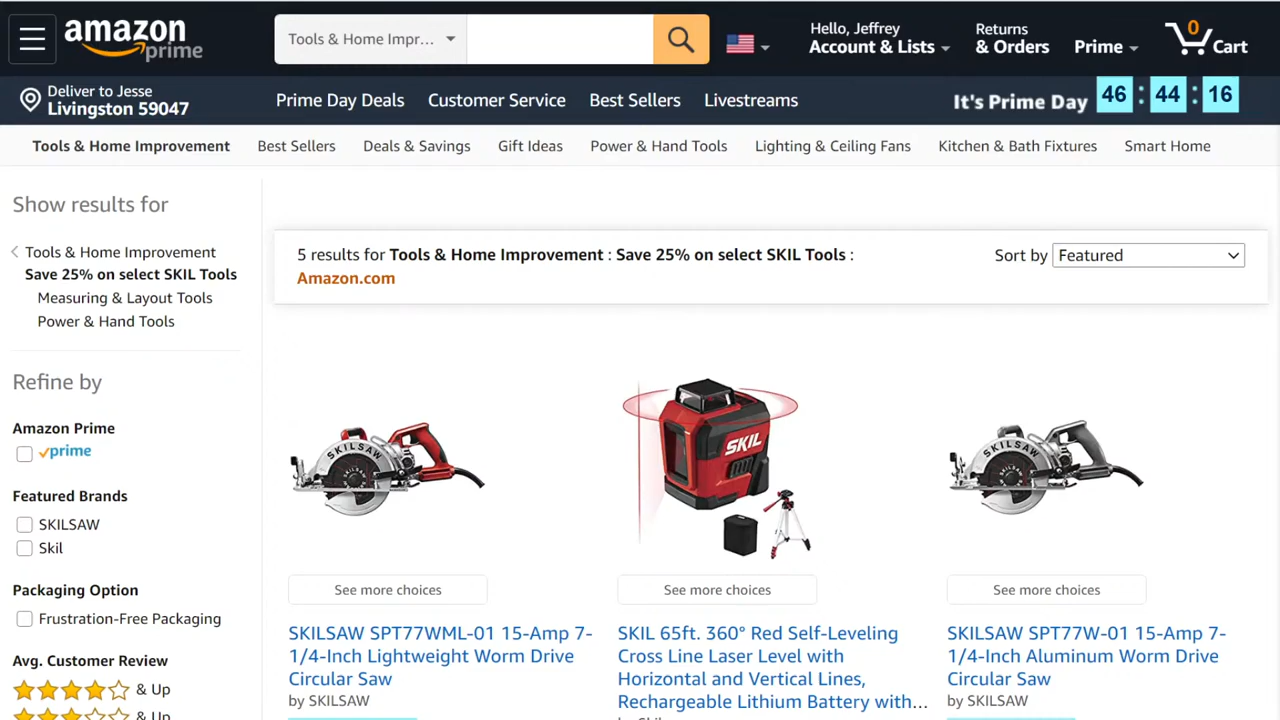 amazon
prime
Tools & Home Impr...
Hello, Jeffrey
Account & Lists
Returns
& Orders
Prime
0
Cart
Deliver to Jesse
Livingston 59047
Prime Day Deals
Customer Service
Best Sellers
Livestreams
It's Prime Day
46 : 44 : 16
Tools & Home Improvement
Best Sellers
Deals & Savings
Gift Ideas
Power & Hand Tools
Lighting & Ceiling Fans
Kitchen & Bath Fixtures
Smart Home
Show results for
Tools & Home Improvement
Save 25% on select SKIL Tools
Measuring & Layout Tools
Power & Hand Tools
Refine by
Amazon Prime
prime
Featured Brands
SKILSAW
Skil
Packaging Option
Frustration-Free Packaging
Avg. Customer Review
& Up
& Up
5 results for Tools & Home Improvement : Save 25% on select SKIL Tools :
Amazon.com
Sort by Featured
SKILSAW
SKIL
SKILSAW
See more choices
See more choices
See more choices
SKILSAW SPT77WML-01 15-Amp 7-
1/4-Inch Lightweight Worm Drive
Circular Saw
by SKILSAW
SKIL 65ft. 360° Red Self-Leveling
Cross Line Laser Level with
Horizontal and Vertical Lines,
Rechargeable Lithium Battery with...
SKILSAW SPT77W-01 15-Amp 7-
1/4-Inch Aluminum Worm Drive
Circular Saw
by SKILSAW